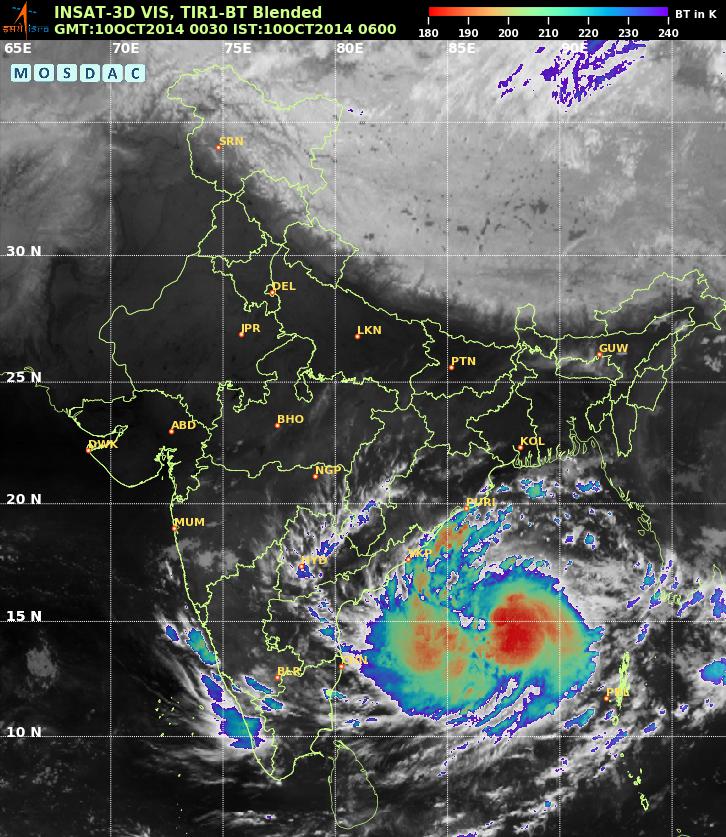 INSAT-3D VIS, TIR1-BT Blended
GMT:10OCT2014 0030 IST:10OCT2014 0600
BT in K
180 190 200 210 220 230 240
65E 70E 75E 80E 85E 90E
MOSDAC
SRN
30 N
DEL
JPR
LKN
GUW
PTN
25 N
ABD
BHO
DWK
KOL
NGP
20 N
PURI
MUM
HYD
15 N
BLR
PBL
10 N